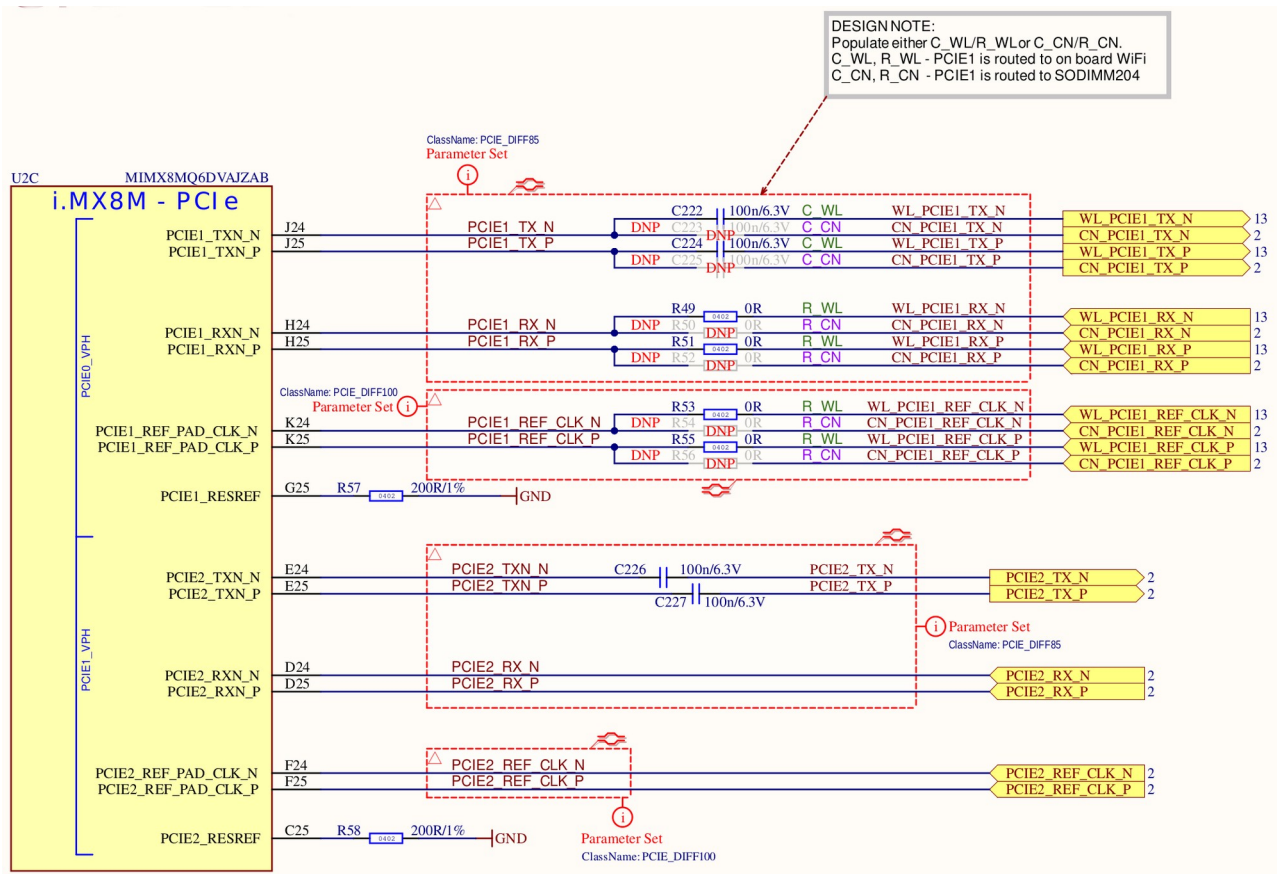 DESIGN NOTE:
Populate either C_WL/R_WL or C_CN/R_CN.
C_WL, R_WL - PCIE1 is routed to on board WiFi
C_CN, R_CN - PCIE1 is routed to SODIMM204
ClassName: PCIE_DIFF85
Parameter Set
i
U2C MIMX8MQ6DVAJZAB
i.MX8M - PCIe
C222 100n/6.3V C_WL WL_PCIE1_TX_N WL_PCIE1_TX_N 13
PCIE1_TXN_N J24 PCIE1_TX_N DNP C223 DNP 100n/6.3V C_CN CN_PCIE1_TX_N CN_PCIE1_TX_N 2
PCIE1_TXN_P J25 PCIE1_TX_P C224 100n/6.3V C_WL WL_PCIE1_TX_P WL_PCIE1_TX_P 13
DNP C225 DNP 100n/6.3V C_CN CN_PCIE1_TX_P CN_PCIE1_TX_P 2
R49 0402 0R R_WL WL_PCIE1_RX_N WL_PCIE1_RX_N 13
PCIE1_RXN_N H24 PCIE1_RX_N DNP R50 DNP 0R R_CN CN_PCIE1_RX_N CN_PCIE1_RX_N 2
PCIE1_RXN_P H25 PCIE1_RX_P R51 0402 0R R_WL WL_PCIE1_RX_P WL_PCIE1_RX_P 13
DNP R52 DNP 0R R_CN CN_PCIE1_RX_P CN_PCIE1_RX_P 2
PCIE0_VPH
ClassName: PCIE_DIFF100
Parameter Set i
R53 0402 0R R_WL WL_PCIE1_REF_CLK_N WL_PCIE1_REF_CLK_N 13
PCIE1_REF_PAD_CLK_N K24 PCIE1_REF_CLK_N DNP R54 DNP 0R R_CN CN_PCIE1_REF_CLK_N CN_PCIE1_REF_CLK_N 2
PCIE1_REF_PAD_CLK_P K25 PCIE1_REF_CLK_P R55 0402 0R R_WL WL_PCIE1_REF_CLK_P WL_PCIE1_REF_CLK_P 13
DNP R56 DNP 0R R_CN CN_PCIE1_REF_CLK_P CN_PCIE1_REF_CLK_P 2
PCIE1_RESREF G25 R57 0402 200R/1% GND
PCIE2_TXN_N E24 PCIE2_TXN_N C226 100n/6.3V PCIE2_TX_N PCIE2_TX_N 2
PCIE2_TXN_P E25 PCIE2_TXN_P C227 100n/6.3V PCIE2_TX_P PCIE2_TX_P 2
i Parameter Set
ClassName: PCIE_DIFF85
PCIE1_VPH
PCIE2_RXN_N D24 PCIE2_RX_N PCIE2_RX_N 2
PCIE2_RXN_P D25 PCIE2_RX_P PCIE2_RX_P 2
PCIE2_REF_PAD_CLK_N F24 PCIE2_REF_CLK_N PCIE2_REF_CLK_N 2
PCIE2_REF_PAD_CLK_P F25 PCIE2_REF_CLK_P PCIE2_REF_CLK_P 2
i
PCIE2_RESREF C25 R58 0402 200R/1% GND
Parameter Set
ClassName: PCIE_DIFF100